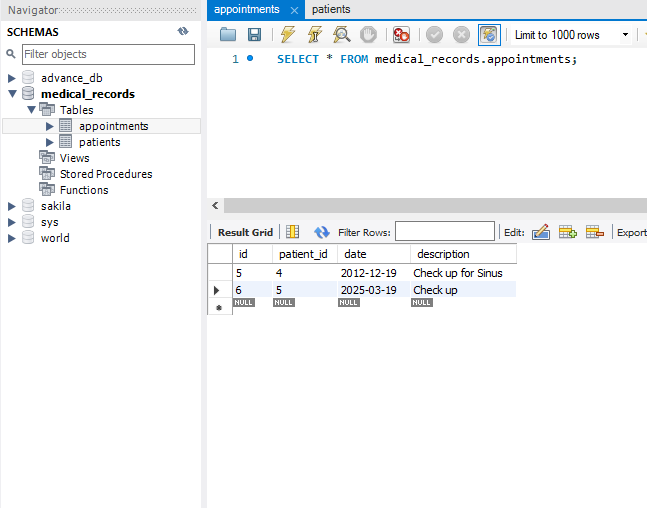 Navigator
SCHEMAS
Filter objects
advance_db
medical_records
Tables
appointments
patients
Views
Stored Procedures
Functions
sakila
sys
world
appointments patients
Limit to 1000 rows
1 SELECT * FROM medical_records.appointments;
Result Grid Filter Rows: Edit: Export
id patient_id date description
5 4 2012-12-19 Check up for Sinus
6 5 2025-03-19 Check up
NULL NULL NULL NULL